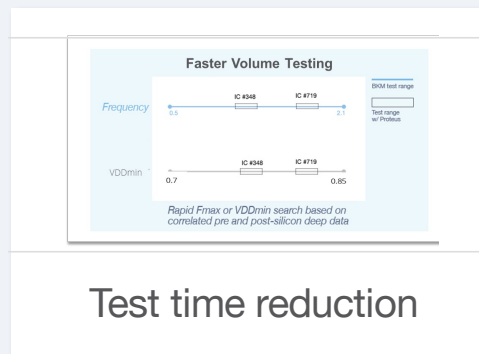 Faster Volume Testing
BKM test range
Test range
w/ Proteus
Frequency
IC #348
IC #719
0.5
2.1
VDDmin
IC #348
IC #719
0.7
0.85
Rapid Fmax or VDDmin search based on
correlated pre and post-silicon deep data
Test time reduction